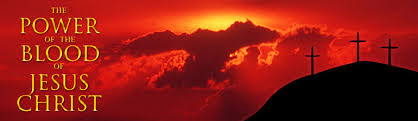 THE
POWER
OF THE
BLOOD
OF
JESUS
CHRIST